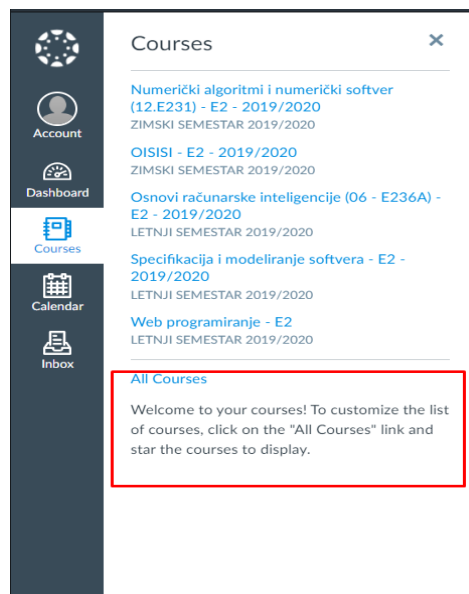 Account
Dashboard
Courses
Calendar
Inbox
Courses
Numerički algoritmi i numerički softver
(12.E231) - E2 - 2019/2020
ZIMSKI SEMESTAR 2019/2020
OISISI - E2 - 2019/2020
ZIMSKI SEMESTAR 2019/2020
Osnovi računarske inteligencije (06 - E236A) -
E2 - 2019/2020
LETNJI SEMESTAR 2019/2020
Specifikacija i modeliranje softvera - E2 -
2019/2020
LETNJI SEMESTAR 2019/2020
Web programiranje - E2
LETNJI SEMESTAR 2019/2020
All Courses
Welcome to your courses! To customize the list
of courses, click on the "All Courses" link and
star the courses to display.